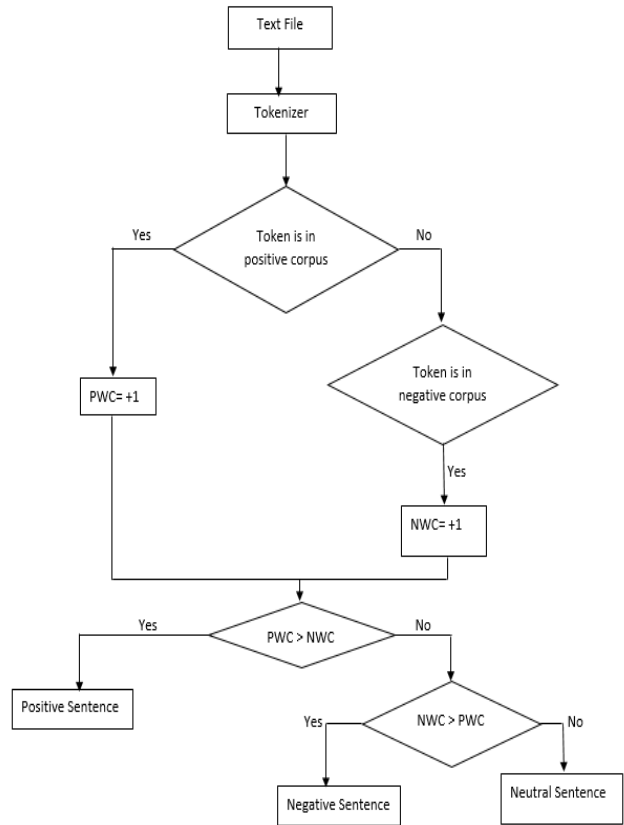 Text File
Tokenizer
Yes
Token is in
positive corpus
No
Token is in
negative corpus
PWC= +1
Yes
NWC= +1
Yes
PWC > NWC
No
Positive Sentence
Yes
NWC > PWC
No
Negative Sentence
Neutral Sentence